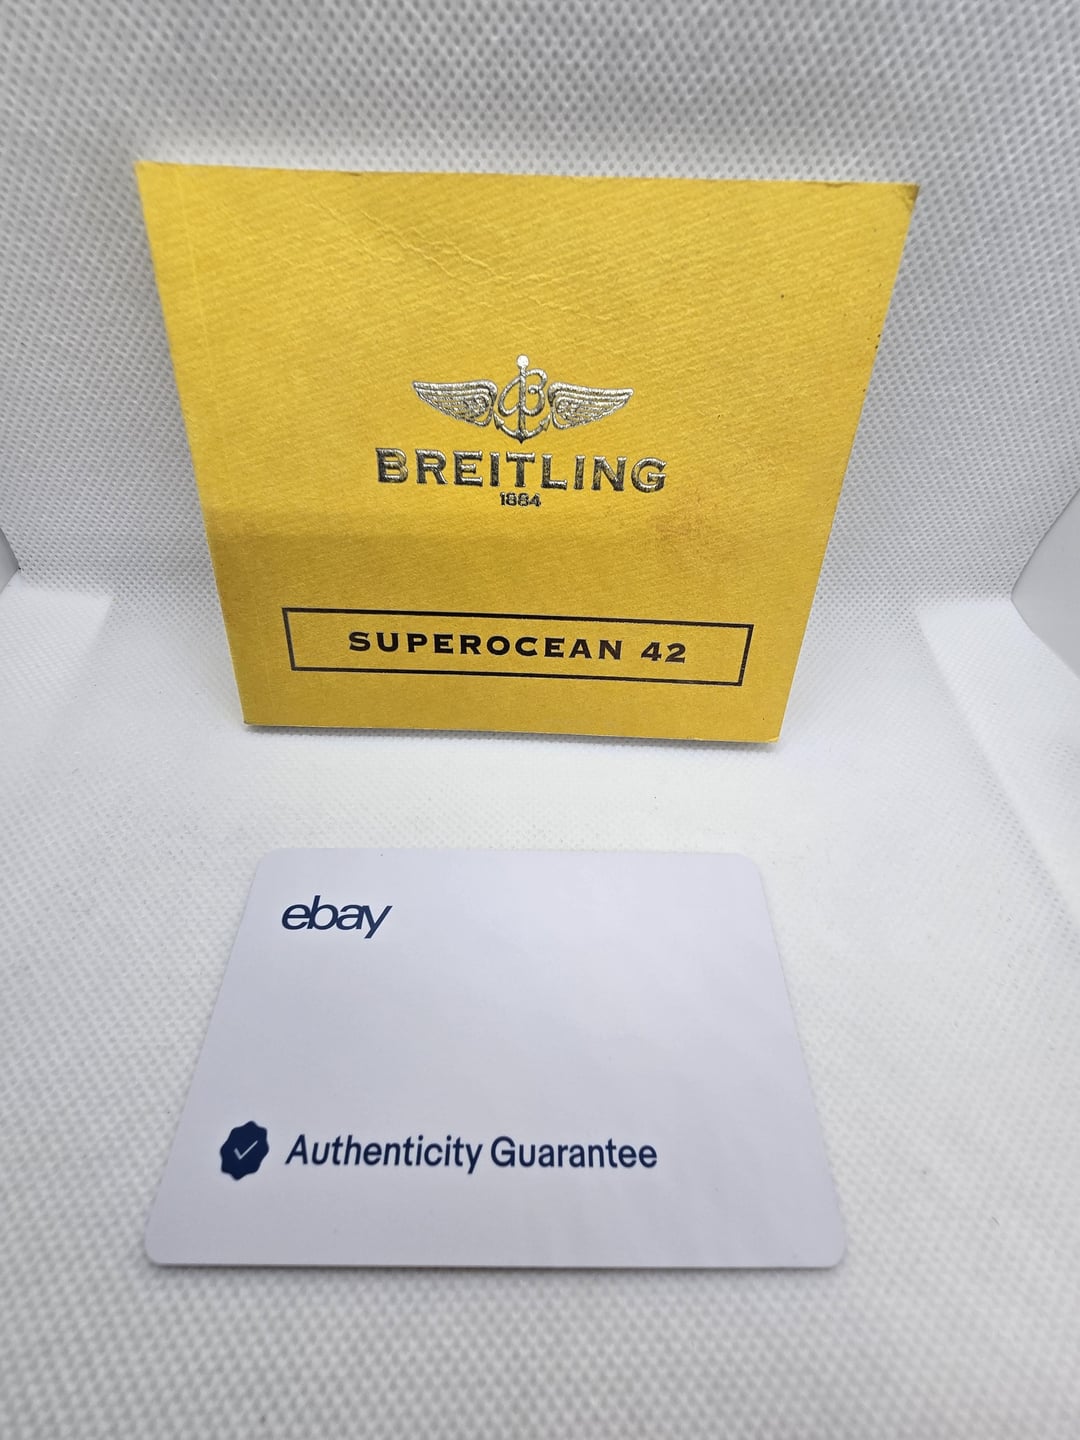 BREITLING
1884
SUPEROCEAN 42
ebay
Authenticity Guarantee